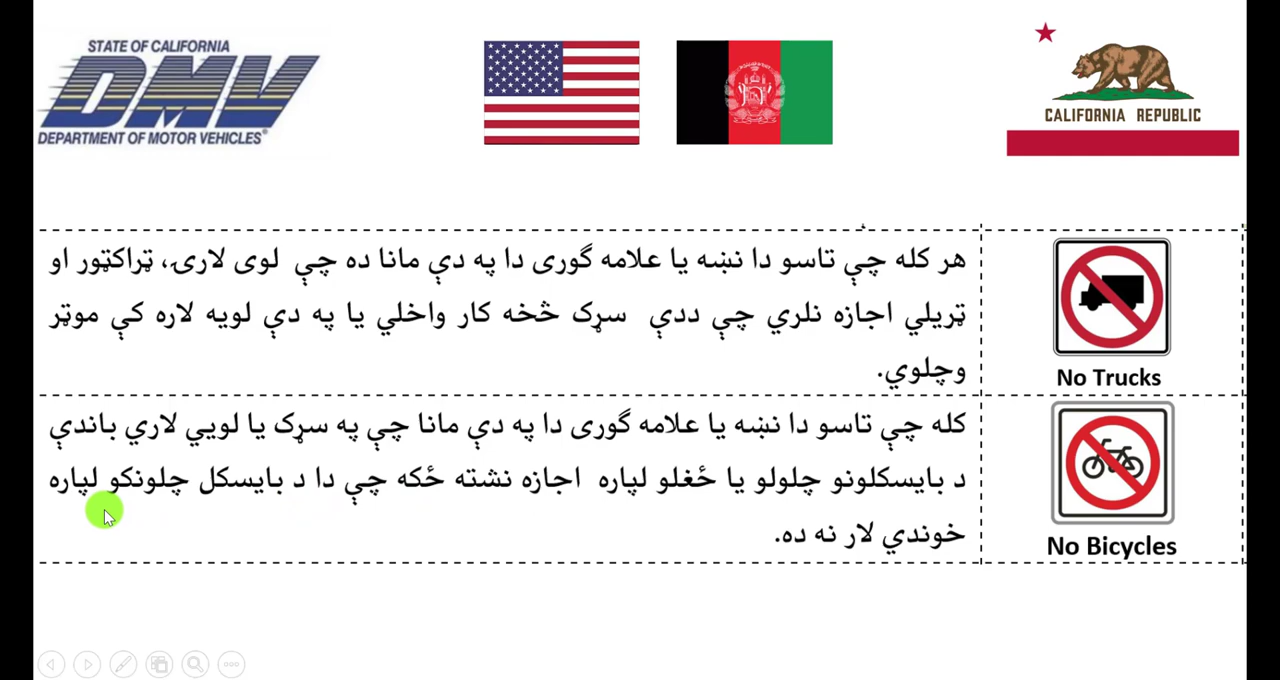 STATE OF CALIFORNIA
DMV
DEPARTMENT OF MOTOR VEHICLES®
CALIFORNIA REPUBLIC
هر کله چې تاسو دا نښه یا علامه گوری دا په دې مانا ده چې لوی لارۍ، ټراکټور او
ټریلي اجازه نلري چې ددې سړک څخه کار واخلي یا په دې لویه لاره کې موټر
وچلوي.
No Trucks
کله چې تاسو دا نښه یا علامه گوری دا په دې مانا چې په سړک یا لویي لارې باندې
د بایسکلونو چلولو یا ځغلو لپاره اجازه نشته ځکه چې دا د بایسکل چلونکو لپاره
خوندي لار نه ده.
No Bicycles